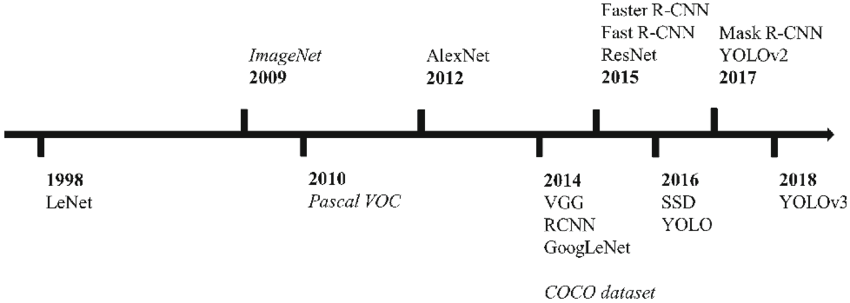 ImageNet
2009
AlexNet
2012
Faster R-CNN
Fast R-CNN
ResNet
2015
Mask R-CNN
YOLOv2
2017
1998
LeNet
2010
Pascal VOC
2014
VGG
RCNN
GoogLeNet
COCO dataset
2016
SSD
YOLO
2018
YOLOv3